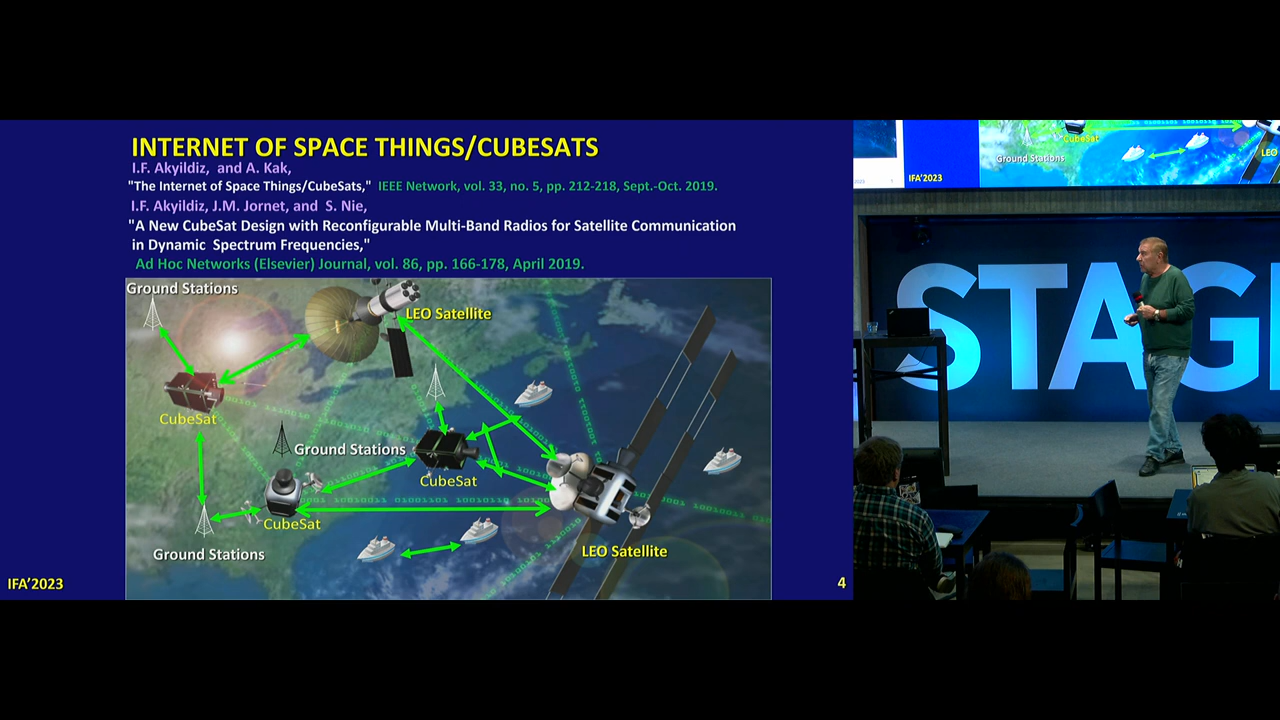 INTERNET OF SPACE THINGS/CUBESATS
I.F. Akyildiz, and A. Kak,
"The Internet of Space Things/CubeSats," IEEE Network, vol. 33, no. 5, pp. 212-218, Sept.-Oct. 2019.
I.F. Akyildiz, J.M. Jornet, and S. Nie,
"A New CubeSat Design with Reconfigurable Multi-Band Radios for Satellite Communication
in Dynamic Spectrum Frequencies,"
Ad Hoc Networks (Elsevier) Journal, vol. 86, pp. 166-178, April 2019.
Ground Stations
LEO Satellite
CubeSat
Ground Stations
CubeSat
CubeSat
Ground Stations
LEO Satellite
IFA'2023
4
CubeSat
Ground Stations
LEO
IFA'2023
STAG